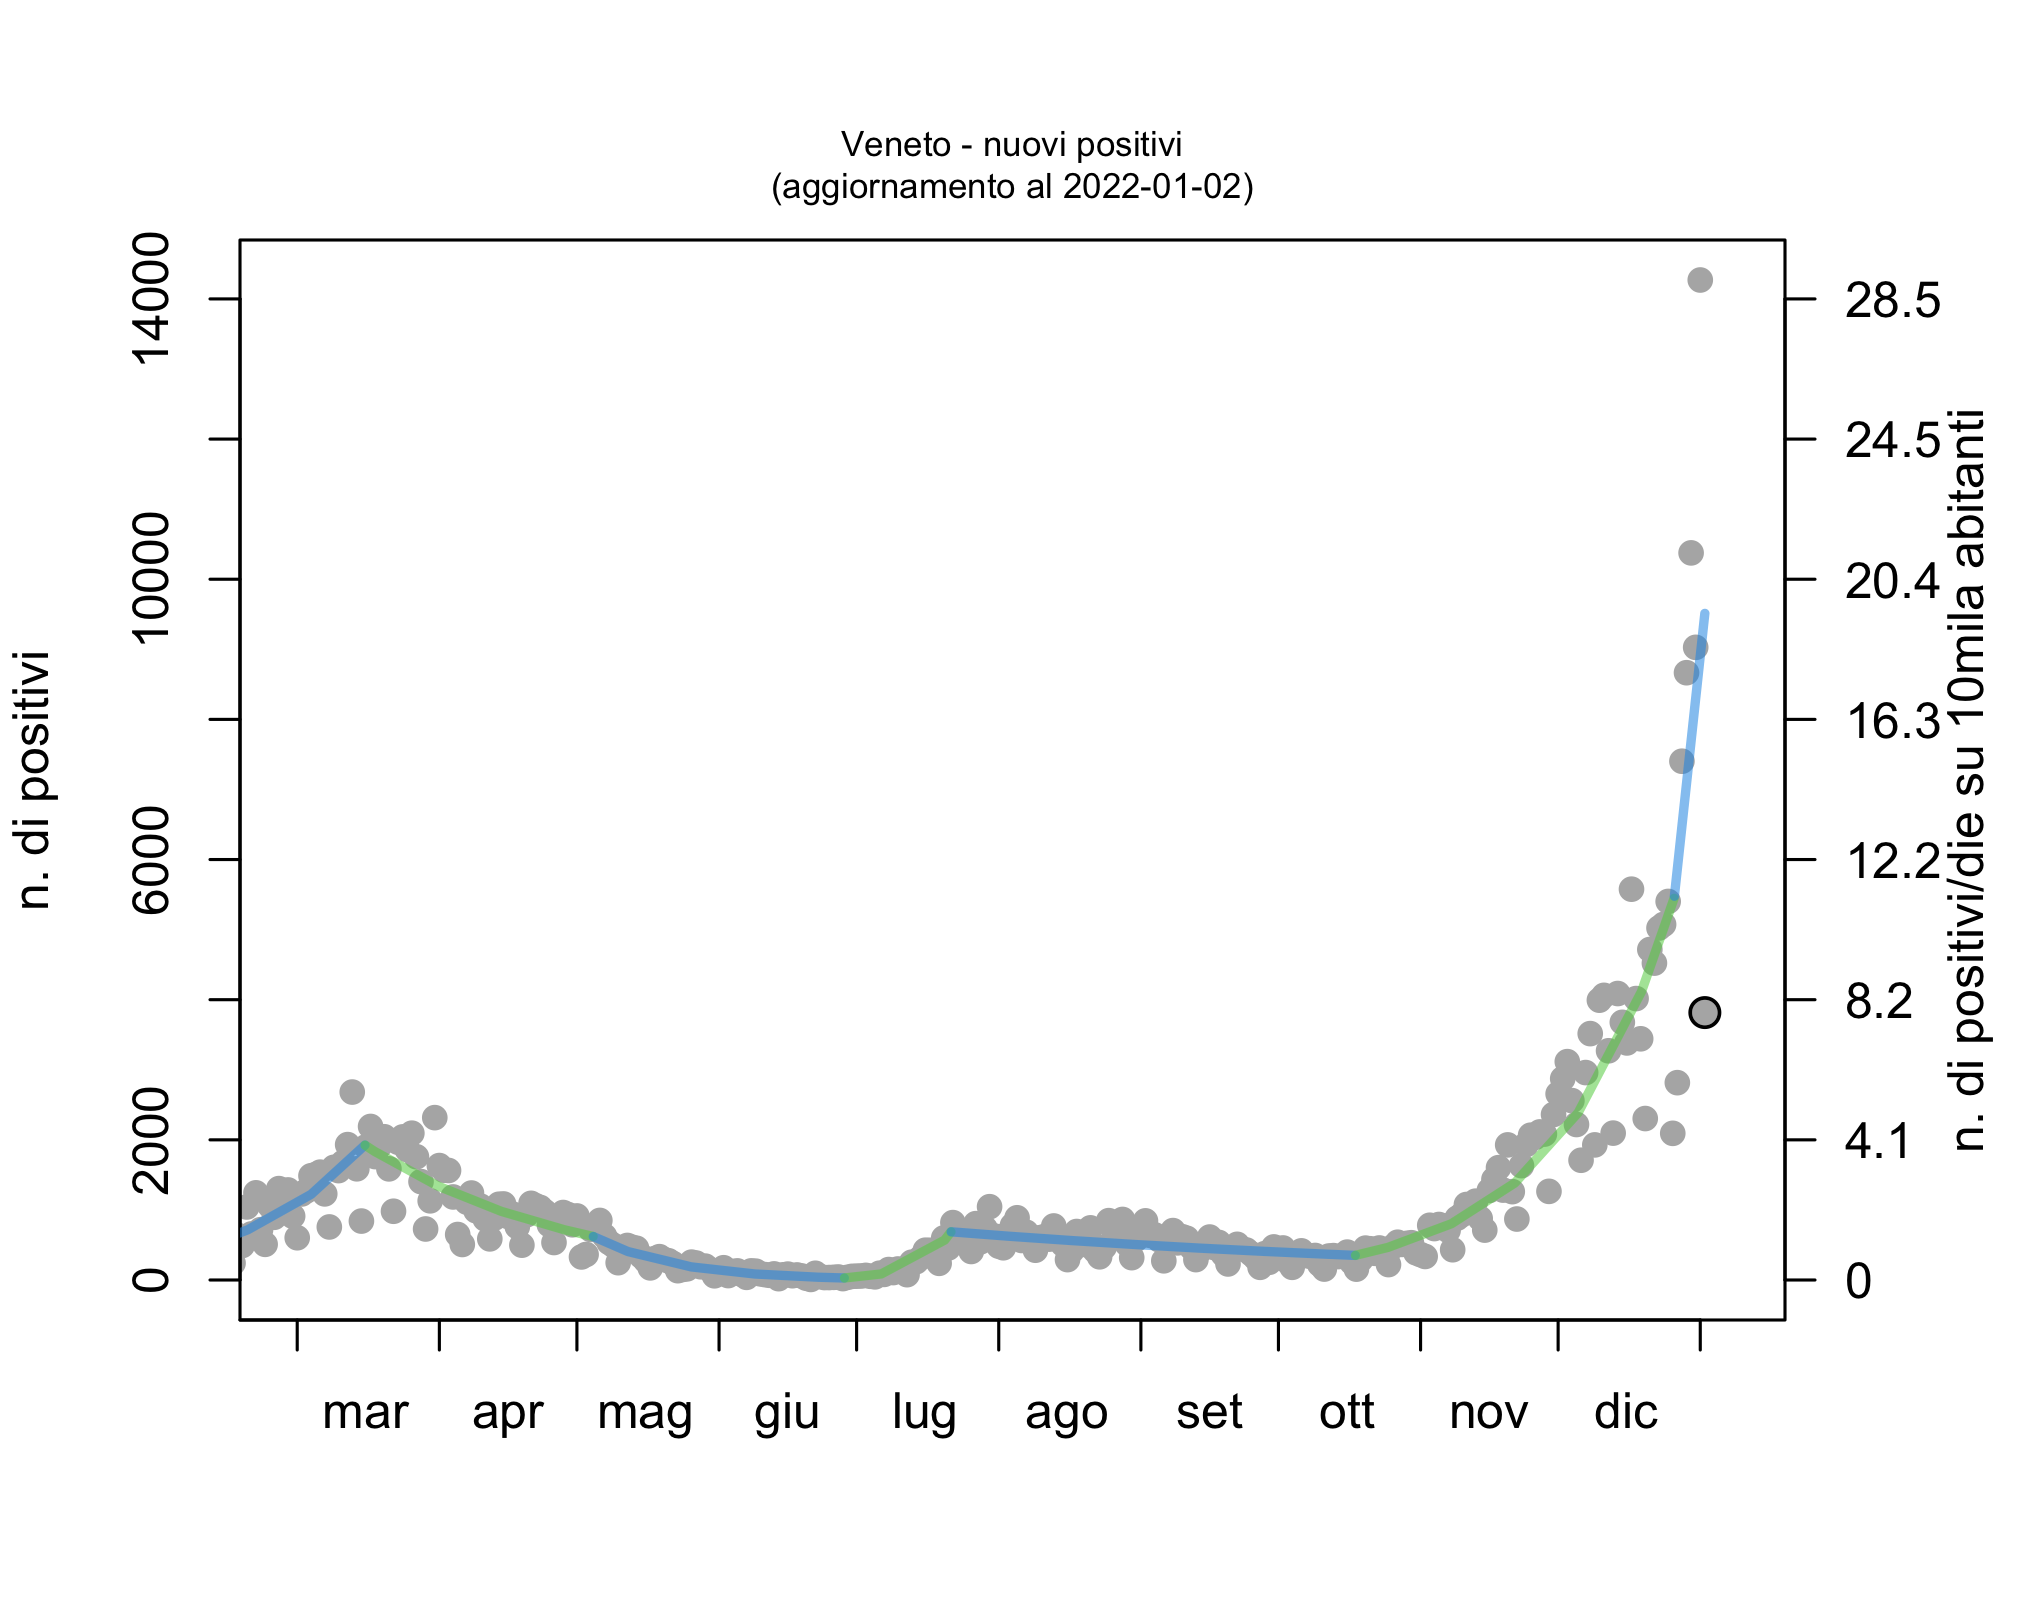 Veneto - nuovi positivi
(aggiornamento al 2022-01-02)
n. di positivi
14000
10000
6000
2000
0
28.5
24.5
20.4
16.3
12.2
8.2
4.1
0
n. di positivi/die su 10mila abitanti
mar apr mag giu lug ago set ott nov dic